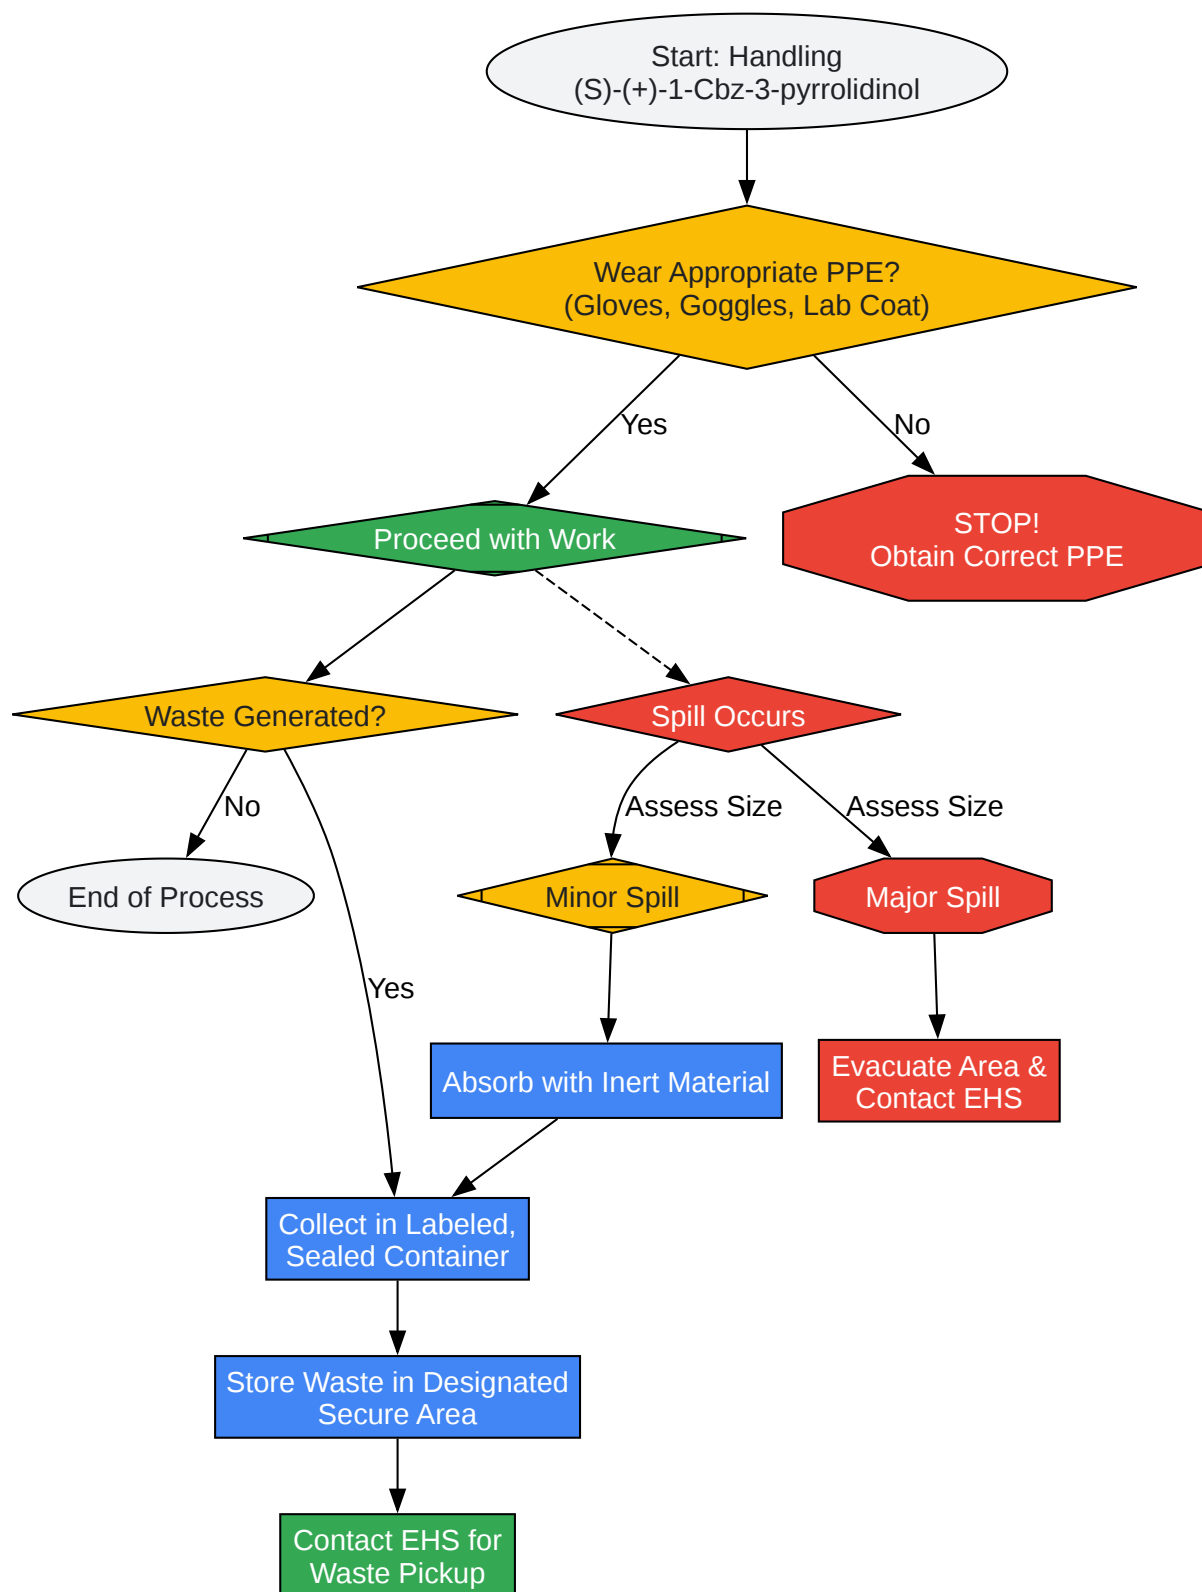 Start: Handling
(S)-(+)-1-Cbz-3-pyrrolidinol
Wear Appropriate PPE?
(Gloves, Goggles, Lab Coat)
Yes
No
Proceed with Work
STOP!
Obtain Correct PPE
Waste Generated?
Spill Occurs
No
Assess Size
Assess Size
End of Process
Minor Spill
Major Spill
Yes
Absorb with Inert Material
Evacuate Area &
Contact EHS
Collect in Labeled,
Sealed Container
Store Waste in Designated
Secure Area
Contact EHS for
Waste Pickup